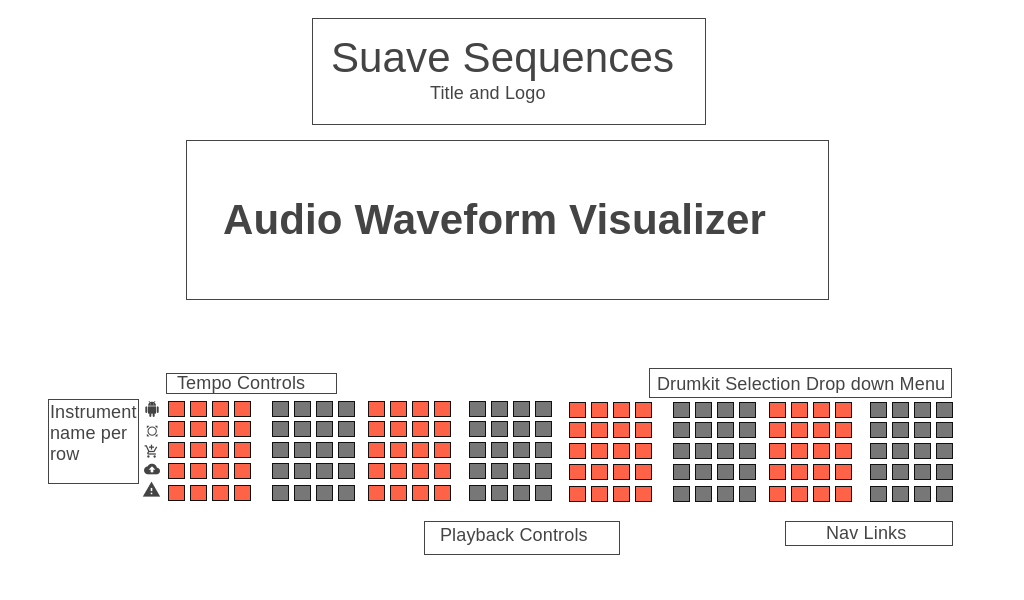 Suave Sequences
Title and Logo
Audio Waveform Visualizer
Tempo Controls
Drumkit Selection Drop down Menu
Instrument
name per
row
Playback Controls
Nav Links